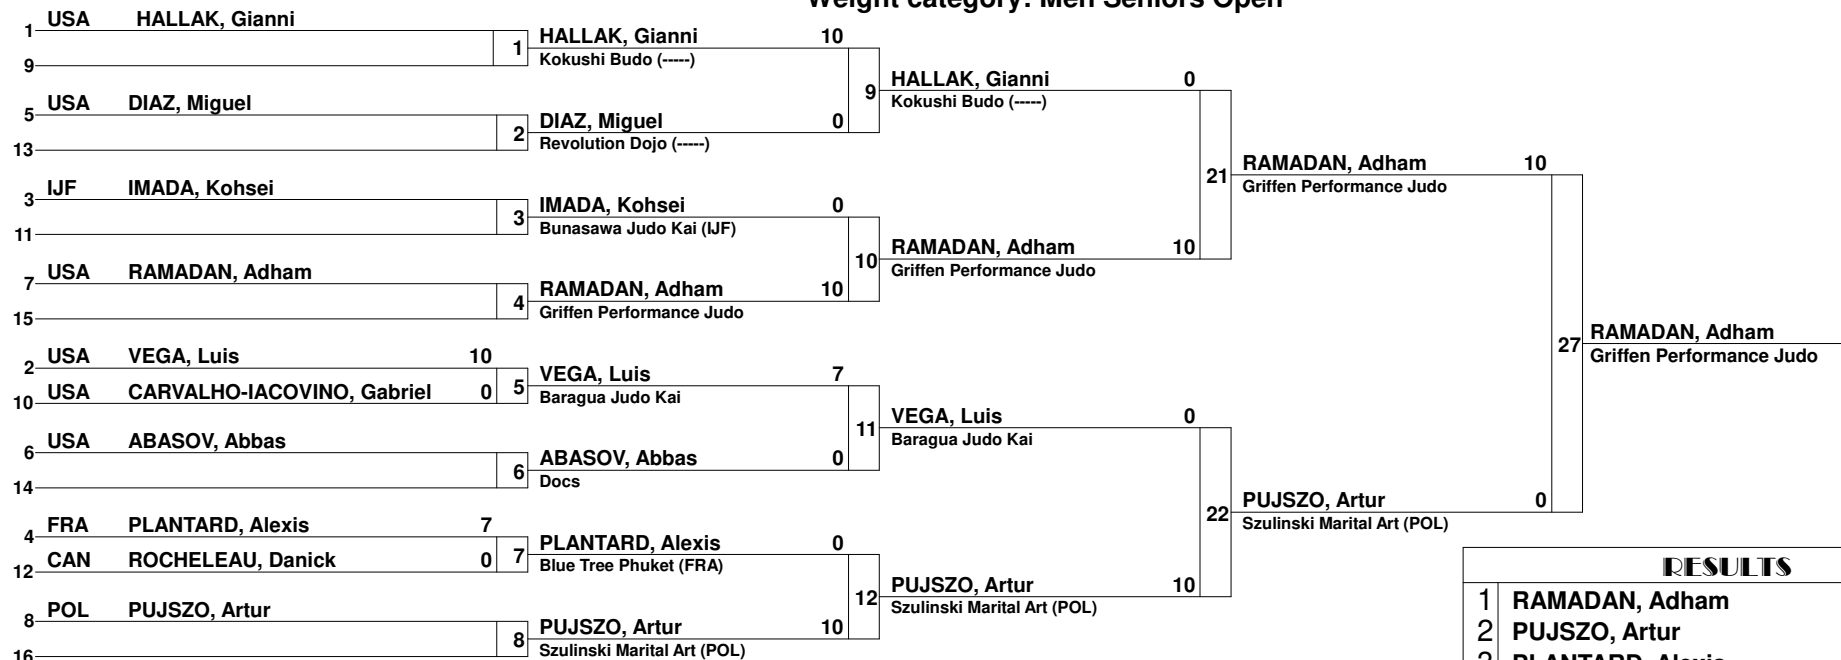 Weight category: Men Seniors Open
1 USA HALLAK, Gianni
9
1
HALLAK, Gianni 10
Kokushi Budo (-----)
5 USA DIAZ, Miguel
13
2
DIAZ, Miguel 0
Revolution Dojo (-----)
9
HALLAK, Gianni 0
Kokushi Budo (-----)
3 IJF IMADA, Kohsei
11
3
IMADA, Kohsei 0
Bunasawa Judo Kai (IJF)
7 USA RAMADAN, Adham
15
4
RAMADAN, Adham 10
Griffen Performance Judo
10
RAMADAN, Adham 10
Griffen Performance Judo
21
RAMADAN, Adham 10
Griffen Performance Judo
2 USA VEGA, Luis 10
10 USA CARVALHO-IACOVINO, Gabriel 0
5
VEGA, Luis 7
Baragua Judo Kai
6 USA ABASOV, Abbas
14
6
ABASOV, Abbas 0
Docs
11
VEGA, Luis 0
Baragua Judo Kai
4 FRA PLANTARD, Alexis 7
12 CAN ROCHELEAU, Danick 0
7
PLANTARD, Alexis 0
Blue Tree Phuket (FRA)
8 POL PUJSZO, Artur
16
8
PUJSZO, Artur 10
Szulinski Marital Art (POL)
12
PUJSZO, Artur 10
Szulinski Marital Art (POL)
22
PUJSZO, Artur 0
Szulinski Marital Art (POL)
27
RAMADAN, Adham
Griffen Performance Judo
RESULTS
1 RAMADAN, Adham
2 PUJSZO, Artur
3 PLANTARD, Alexis